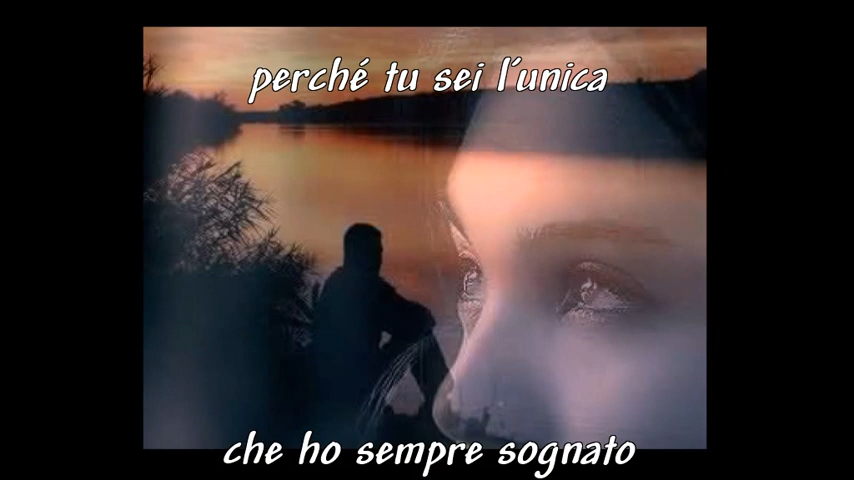 perché tu sei l'unica
che ho sempre sognato